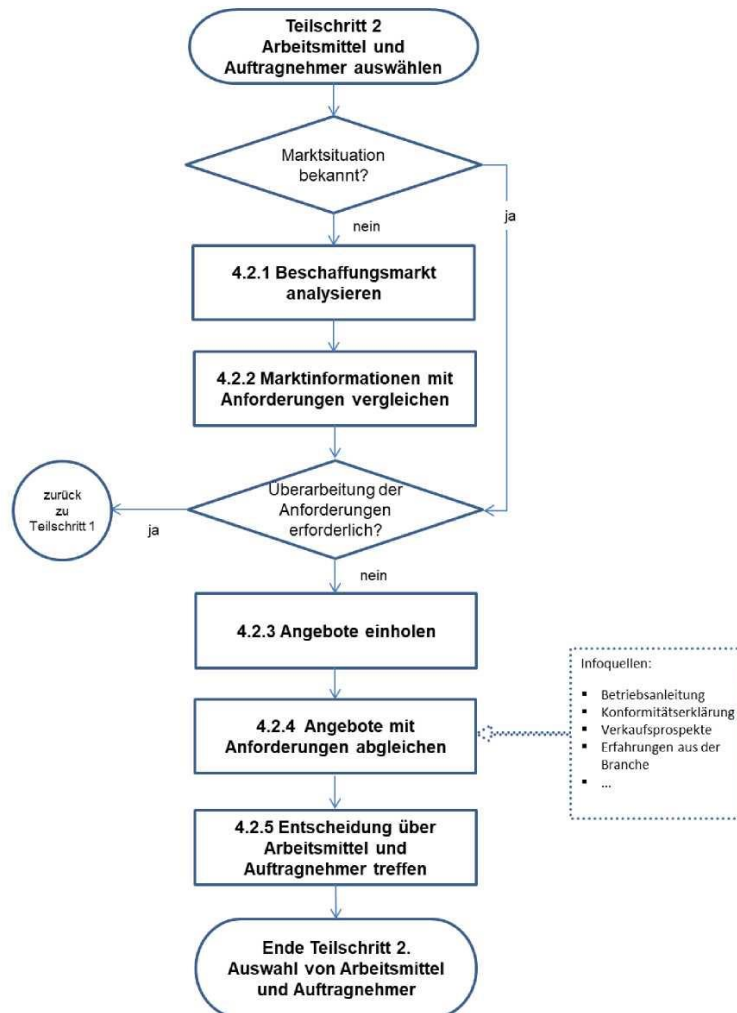 Teilschritt 2
Arbeitsmittel und
Auftragnehmer auswählen
Marktsituation
bekannt?
ja
nein
4.2.1 Beschaffungsmarkt
analysieren
4.2.2 Marktinformationen mit
Anforderungen vergleichen
Überarbeitung der
Anforderungen
erforderlich?
zurück
zu
Teilschritt 1
ja
nein
4.2.3 Angebote einholen
4.2.4 Angebote mit
Anforderungen abgleichen
Infoquellen:
▪ Betriebsanleitung
▪ Konformitätserklärung
▪ Verkaufsprospekte
▪ Erfahrungen aus der
Branche
▪ ...
4.2.5 Entscheidung über
Arbeitsmittel und
Auftragnehmer treffen
Ende Teilschritt 2.
Auswahl von Arbeitsmittel
und Auftragnehmer